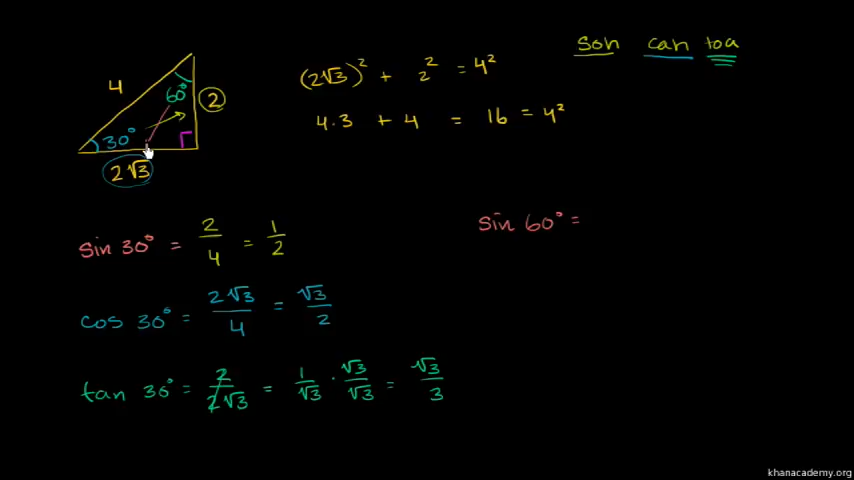 soh cah toa
(2√3)² + 2² = 4²
4
60°
2
4·3 + 4 = 16 = 4²
30°
2√3
sin 30° = 2/4 = 1/2
sin 60° =
cos 30° = 2√3/4 = √3/2
tan 30° = 2/2√3 = 1/√3 · √3/√3 = √3/3
khanacademy.org